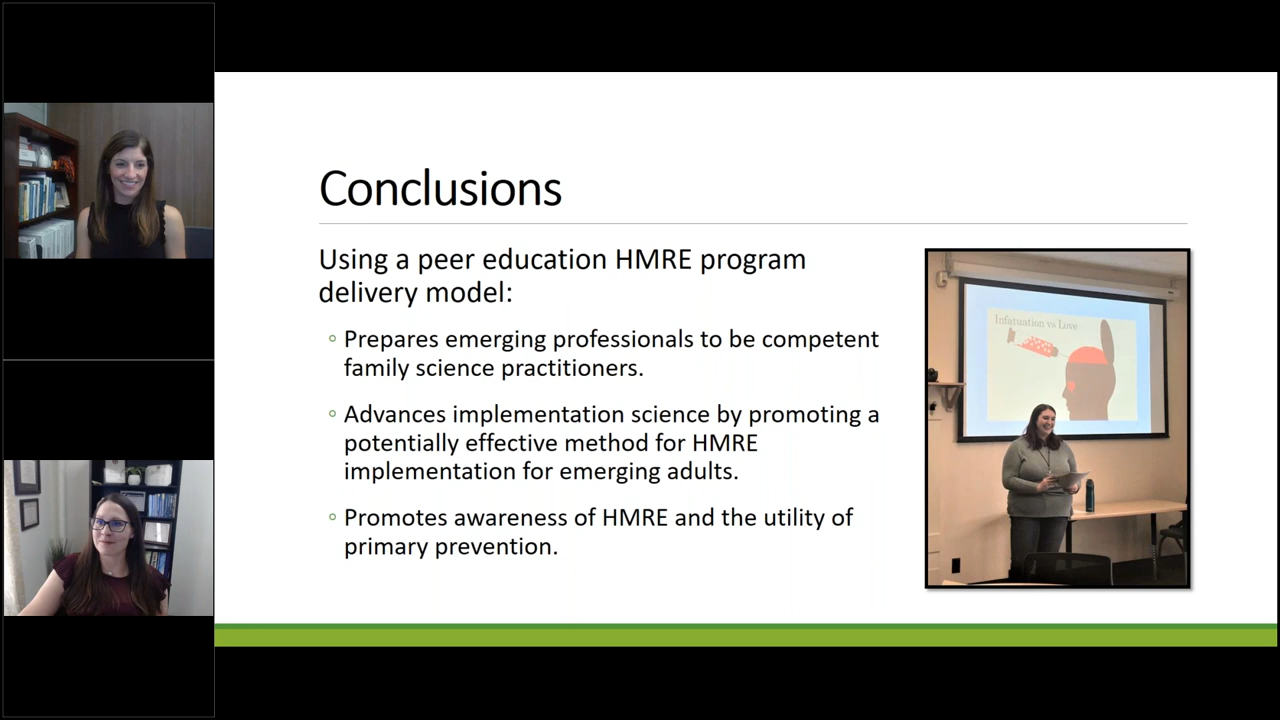 Conclusions
Using a peer education HMRE program
delivery model:
◦ Prepares emerging professionals to be competent
family science practitioners.
◦ Advances implementation science by promoting a
potentially effective method for HMRE
implementation for emerging adults.
◦ Promotes awareness of HMRE and the utility of
primary prevention.
Infatuation vs Love